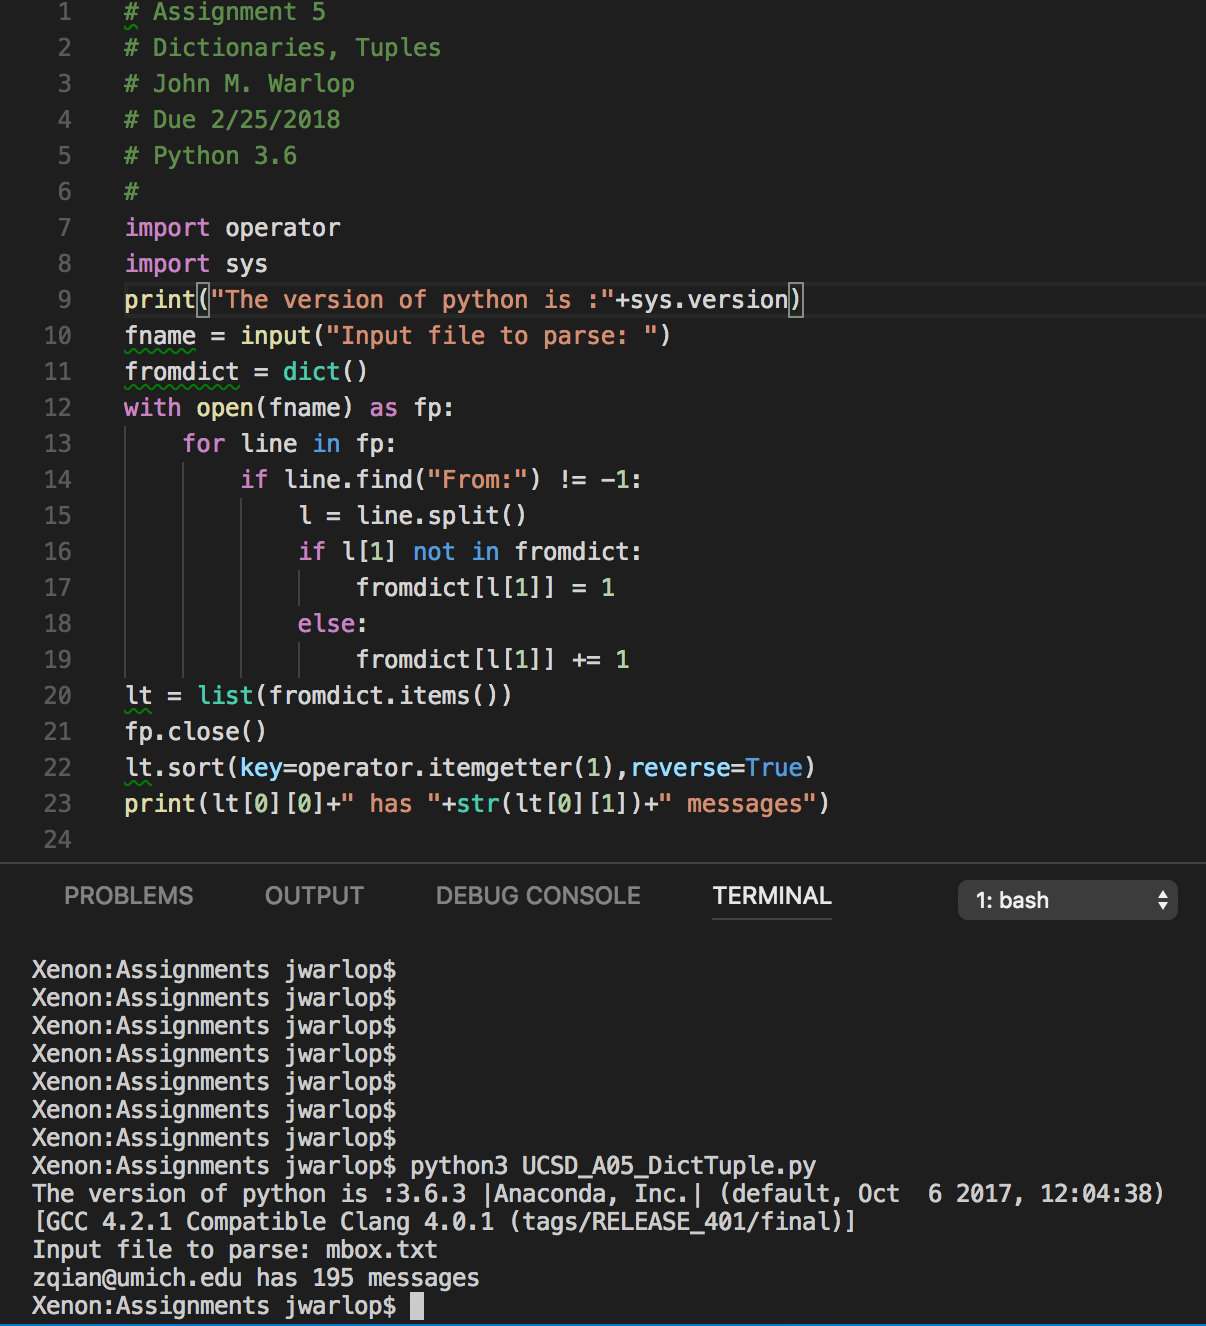 1 # Assignment 5
2 # Dictionaries, Tuples
3 # John M. Warlop
4 # Due 2/25/2018
5 # Python 3.6
6 #
7 import operator
8 import sys
9 print("The version of python is :"+sys.version)
10 fname = input("Input file to parse: ")
11 fromdict = dict()
12 with open(fname) as fp:
13     for line in fp:
14         if line.find("From:") != -1:
15             l = line.split()
16             if l[1] not in fromdict:
17                 fromdict[l[1]] = 1
18             else:
19                 fromdict[l[1]] += 1
20 lt = list(fromdict.items())
21 fp.close()
22 lt.sort(key=operator.itemgetter(1),reverse=True)
23 print(lt[0][0]+" has "+str(lt[0][1])+" messages")
24
PROBLEMS OUTPUT DEBUG CONSOLE TERMINAL 1: bash
Xenon:Assignments jwarlop$
Xenon:Assignments jwarlop$
Xenon:Assignments jwarlop$
Xenon:Assignments jwarlop$
Xenon:Assignments jwarlop$
Xenon:Assignments jwarlop$
Xenon:Assignments jwarlop$
Xenon:Assignments jwarlop$ python3 UCSD_A05_DictTuple.py
The version of python is :3.6.3 |Anaconda, Inc.| (default, Oct  6 2017, 12:04:38)
[GCC 4.2.1 Compatible Clang 4.0.1 (tags/RELEASE_401/final)]
Input file to parse: mbox.txt
zqian@umich.edu has 195 messages
Xenon:Assignments jwarlop$